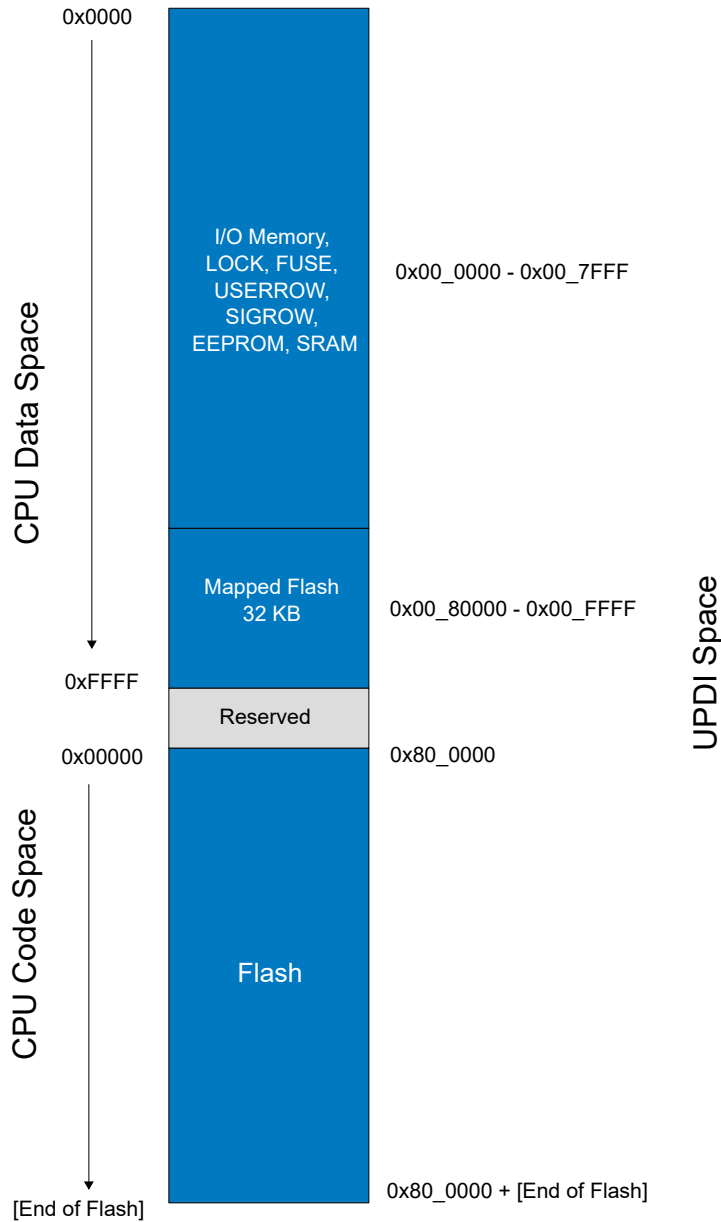 0x0000
I/O Memory,
LOCK, FUSE,
USERROW,
SIGROW,
EEPROM, SRAM
0x00_0000 - 0x00_7FFF
CPU Data Space
Mapped Flash
32 KB
0x00_80000 - 0x00_FFFF
UPDI Space
0xFFFF
Reserved
0x00000
0x80_0000
CPU Code Space
Flash
[End of Flash]
0x80_0000 + [End of Flash]